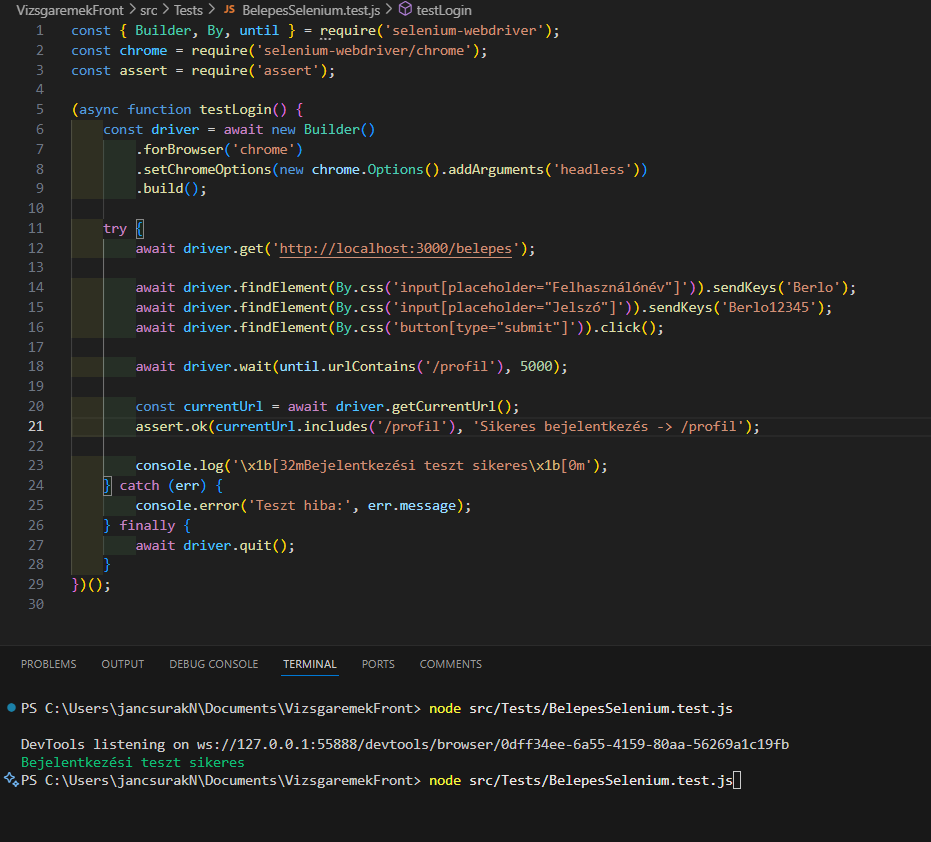 VizsgaremekFront > src > Tests > JS BelepesSelenium.test.js > testLogin
1 const { Builder, By, until } = require('selenium-webdriver');
2 const chrome = require('selenium-webdriver/chrome');
3 const assert = require('assert');
4
5 (async function testLogin() {
6     const driver = await new Builder()
7         .forBrowser('chrome')
8         .setChromeOptions(new chrome.Options().addArguments('headless'))
9         .build();
10
11     try {
12         await driver.get('http://localhost:3000/belepes');
13
14         await driver.findElement(By.css('input[placeholder="Felhasználónév"]')).sendKeys('Berlo');
15         await driver.findElement(By.css('input[placeholder="Jelszó"]')).sendKeys('Berlo12345');
16         await driver.findElement(By.css('button[type="submit"]')).click();
17
18         await driver.wait(until.urlContains('/profil'), 5000);
19
20         const currentUrl = await driver.getCurrentUrl();
21         assert.ok(currentUrl.includes('/profil'), 'Sikeres bejelentkezés -> /profil');
22
23         console.log('\x1b[32mBejelentkezési teszt sikeres\x1b[0m');
24     } catch (err) {
25         console.error('Teszt hiba:', err.message);
26     } finally {
27         await driver.quit();
28     }
29 })();
30
PROBLEMS OUTPUT DEBUG CONSOLE TERMINAL PORTS COMMENTS
PS C:\Users\jancsurakN\Documents\VizsgaremekFront> node src/Tests/BelepesSelenium.test.js
DevTools listening on ws://127.0.0.1:55888/devtools/browser/0dff34ee-6a55-4159-80aa-56269a1c19fb
Bejelentkezési teszt sikeres
PS C:\Users\jancsurakN\Documents\VizsgaremekFront> node src/Tests/BelepesSelenium.test.js